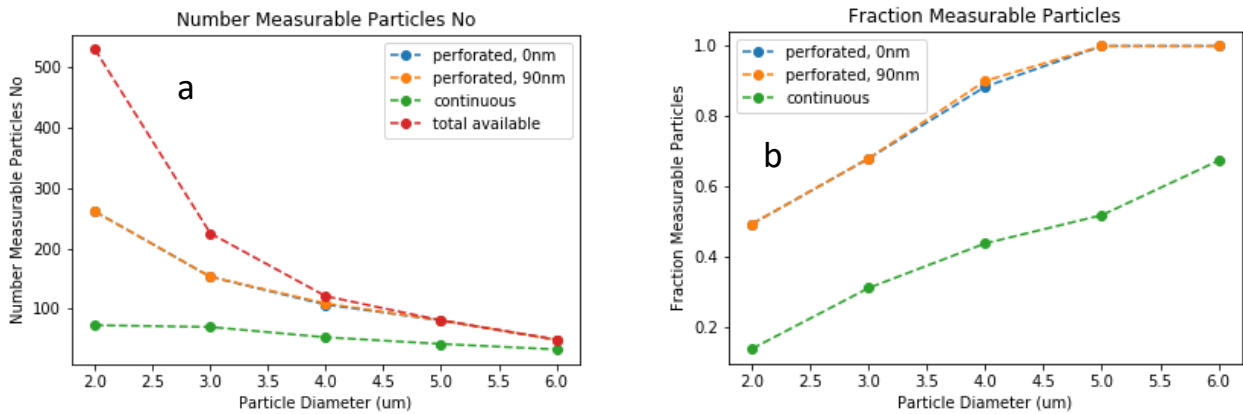 Number Measurable Particles No
Number Measurable Particles No
500
400
300
200
100
a
perforated, 0nm
perforated, 90nm
continuous
total available
2.0 2.5 3.0 3.5 4.0 4.5 5.0 5.5 6.0
Particle Diameter (um)
Fraction Measurable Particles
Fraction Measurable Particles
1.0
0.8
0.6
0.4
0.2
perforated, 0nm
perforated, 90nm
continuous
b
2.0 2.5 3.0 3.5 4.0 4.5 5.0 5.5 6.0
Particle Diameter (um)